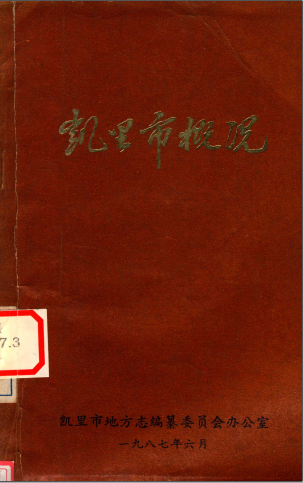 凯里市概况
7.3
凯里市地方志编纂委员会办公室
一九八七年六月